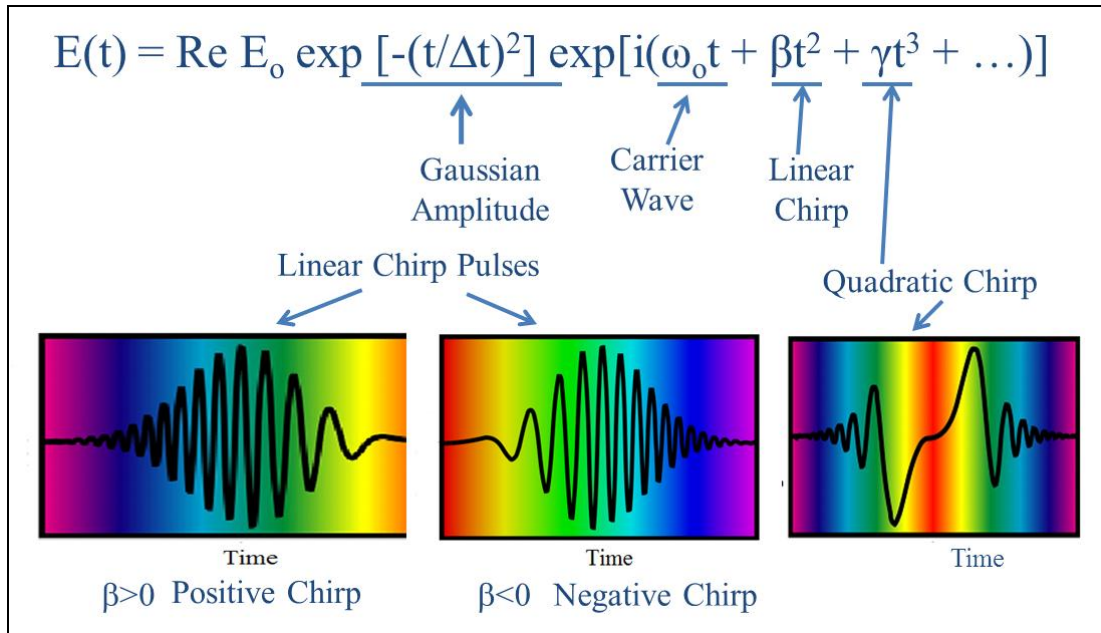 E(t) = Re Eₒ exp [-(t/Δt)²] exp[i(ωₒt + βt² + γt³ + …)]
Gaussian
Amplitude
Carrier
Wave
Linear
Chirp
Linear Chirp Pulses
Quadratic Chirp
Time
Time
Time
β>0 Positive Chirp
β<0 Negative Chirp